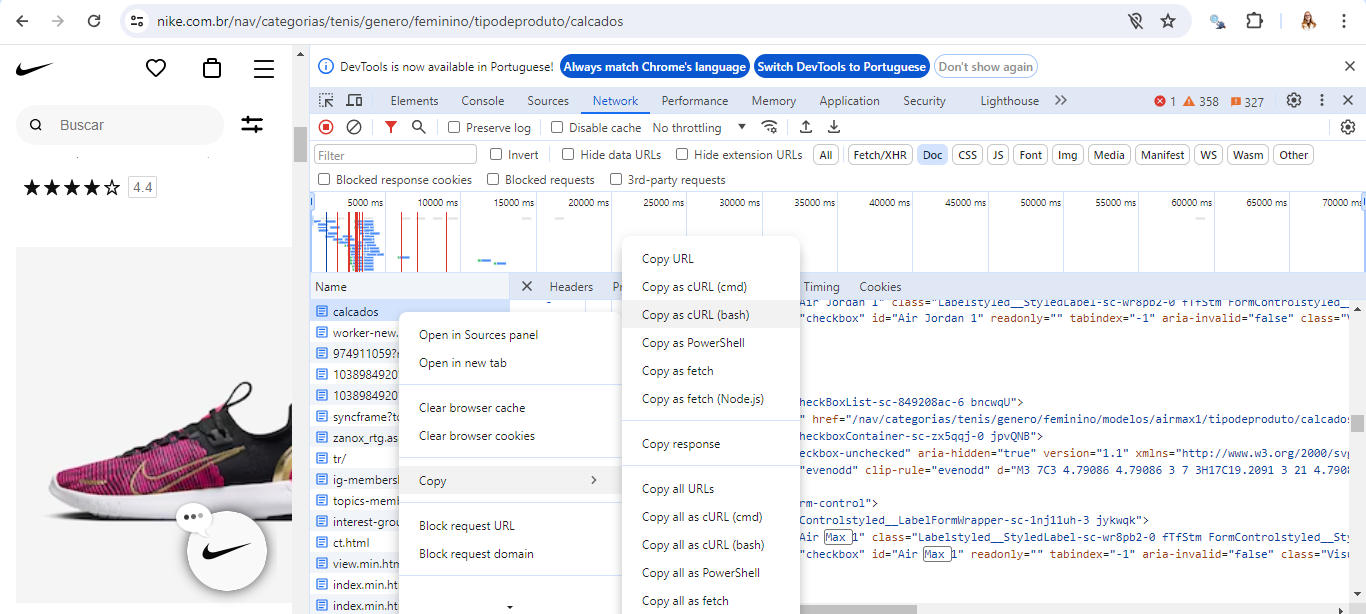 nike.com.br/nav/categorias/tenis/genero/feminino/tipodeproduto/calcados
DevTools is now available in Portuguese! Always match Chrome's language Switch DevTools to Portuguese Don't show again
Elements Console Sources Network Performance Memory Application Security Lighthouse 1 358 327
Preserve log Disable cache No throttling
Buscar
Filter Invert Hide data URLs Hide extension URLs All Fetch/XHR Doc CSS JS Font Img Media Manifest WS Wasm Other
Blocked response cookies Blocked requests 3rd-party requests
4.4
5000 ms 10000 ms 15000 ms 20000 ms 25000 ms 30000 ms 35000 ms 40000 ms 45000 ms 50000 ms 55000 ms 60000 ms 65000 ms 70000 ms
Name Headers Timing Cookies
calcados
worker-new.
974911059?
1038984920
1038984920
syncframe?to
zanox_rtg.as
tr/
ig-membersh
topics-mem
interest-grou
ct.html
view.min.htm
index.min.htm
index.min.htm
Open in Sources panel
Open in new tab
Clear browser cache
Clear browser cookies
Copy
Block request URL
Block request domain
Copy URL
Copy as cURL (cmd)
Copy as cURL (bash)
Copy as PowerShell
Copy as fetch
Copy as fetch (Node.js)
Copy response
Copy all URLs
Copy all as cURL (cmd)
Copy all as cURL (bash)
Copy all as PowerShell
Copy all as fetch
Air Jordan 1" class="Labelstyled__StyledLabel-sc-wr8pb2-0 fTfStm FormControlstyled__
"checkbox" id="Air Jordan 1" readonly="" tabindex="-1" aria-invalid="false" class="V
heckBoxList-sc-849208ac-6 bncwqU">
" href="/nav/categorias/tenis/genero/feminino/modelos/airmax1/tipodeproduto/calcados
heckboxContainer-sc-zx5qqj-0 jpvQNB">
heckbox-unchecked" aria-hidden="true" version="1.1" xmlns="http://www.w3.org/2000/sv
"evenodd" clip-rule="evenodd" d="M3 7C3 4.79086 4.79086 3 7 3H17C19.2091 3 21 4.7908
rm-control">
Controlstyled__LabelFormWrapper-sc-1nj11uh-3 jykwqk">
Air Max 1" class="Labelstyled__StyledLabel-sc-wr8pb2-0 fTfStm FormControlstyled__St
"checkbox" id="Air Max 1" readonly="" tabindex="-1" aria-invalid="false" class="Visu